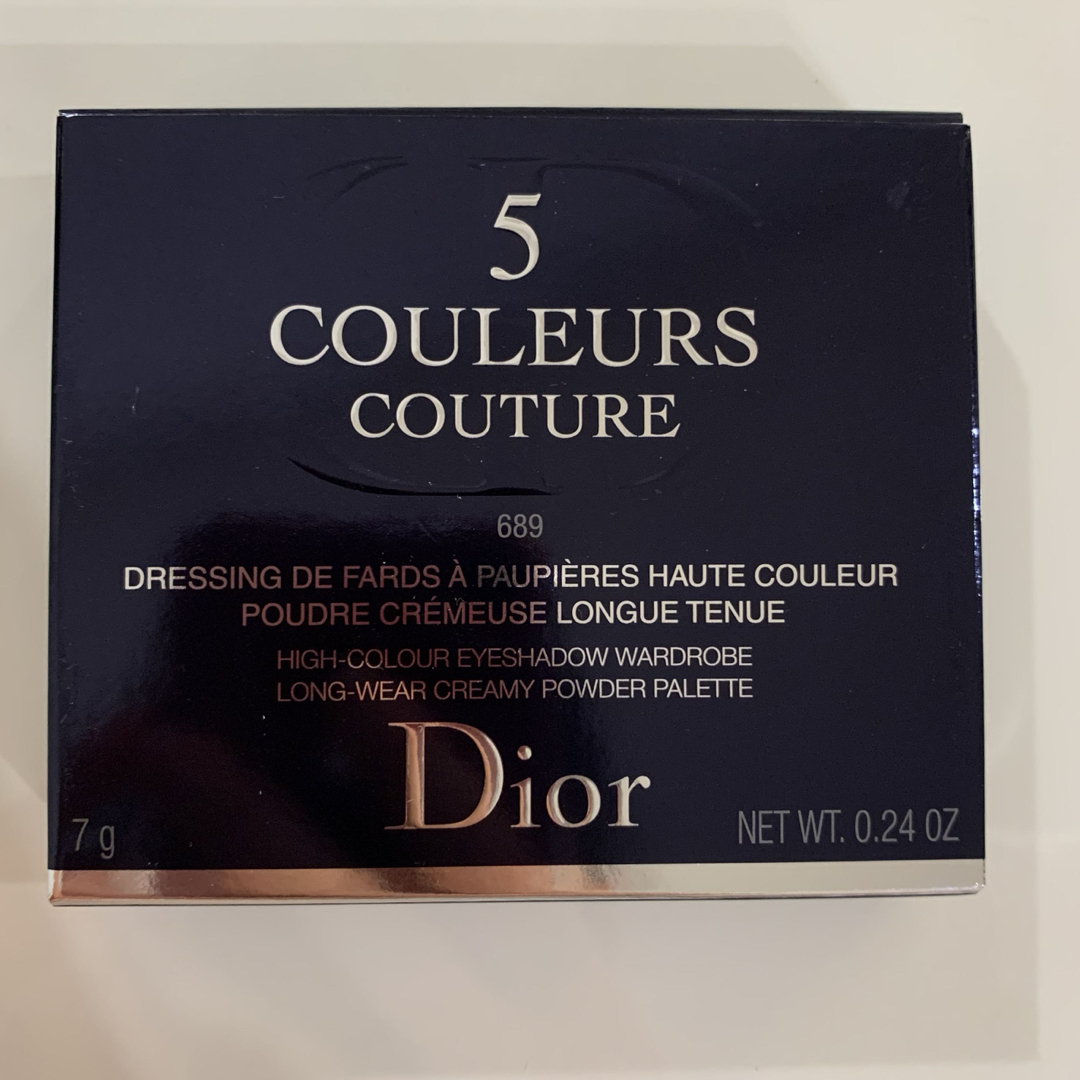 5
COULEURS
COUTURE
689
DRESSING DE FARDS À PAUPIÈRES HAUTE COULEUR
POUDRE CRÉMEUSE LONGUE TENUE
HIGH-COLOUR EYESHADOW WARDROBE
LONG-WEAR CREAMY POWDER PALETTE
Dior
7 g
NET WT. 0.24 OZ